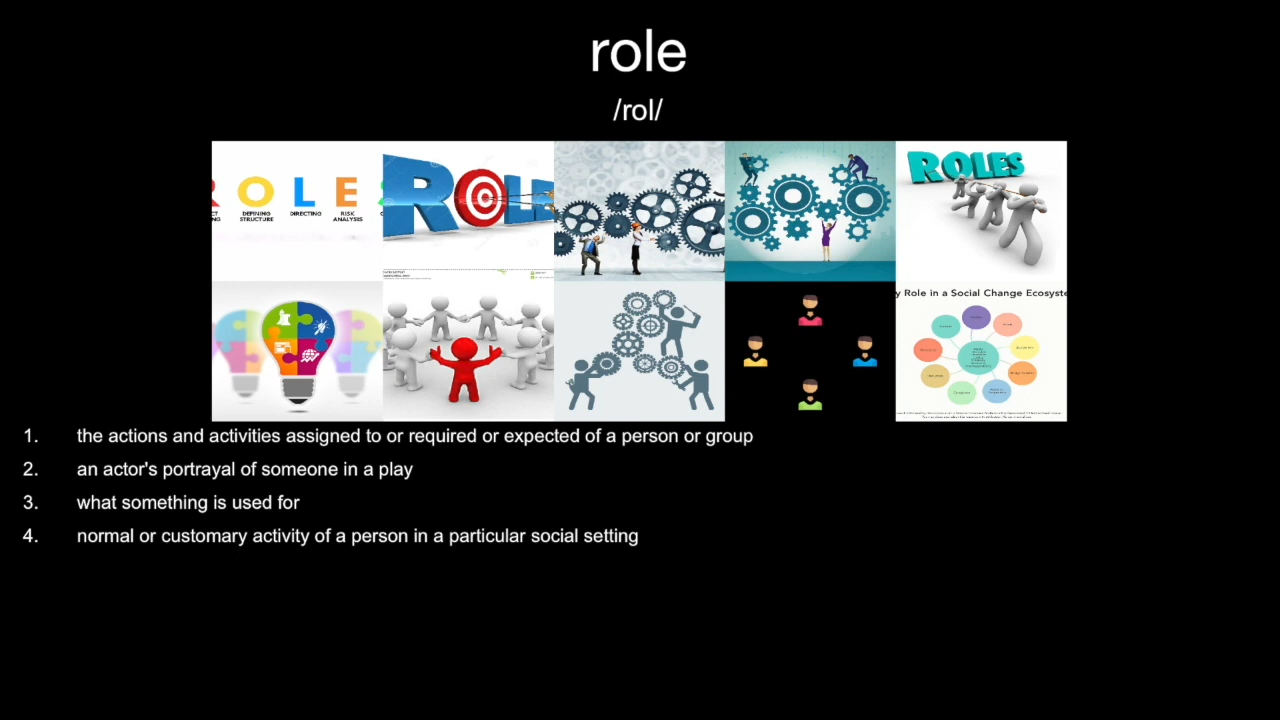 role
/rol/
ROLE
DEFINING STRUCTURE
DIRECTING
RISK ANALYSIS
ROLE
ROLES
y Role in a Social Change Ecosyste
1. the actions and activities assigned to or required or expected of a person or group
2. an actor's portrayal of someone in a play
3. what something is used for
4. normal or customary activity of a person in a particular social setting